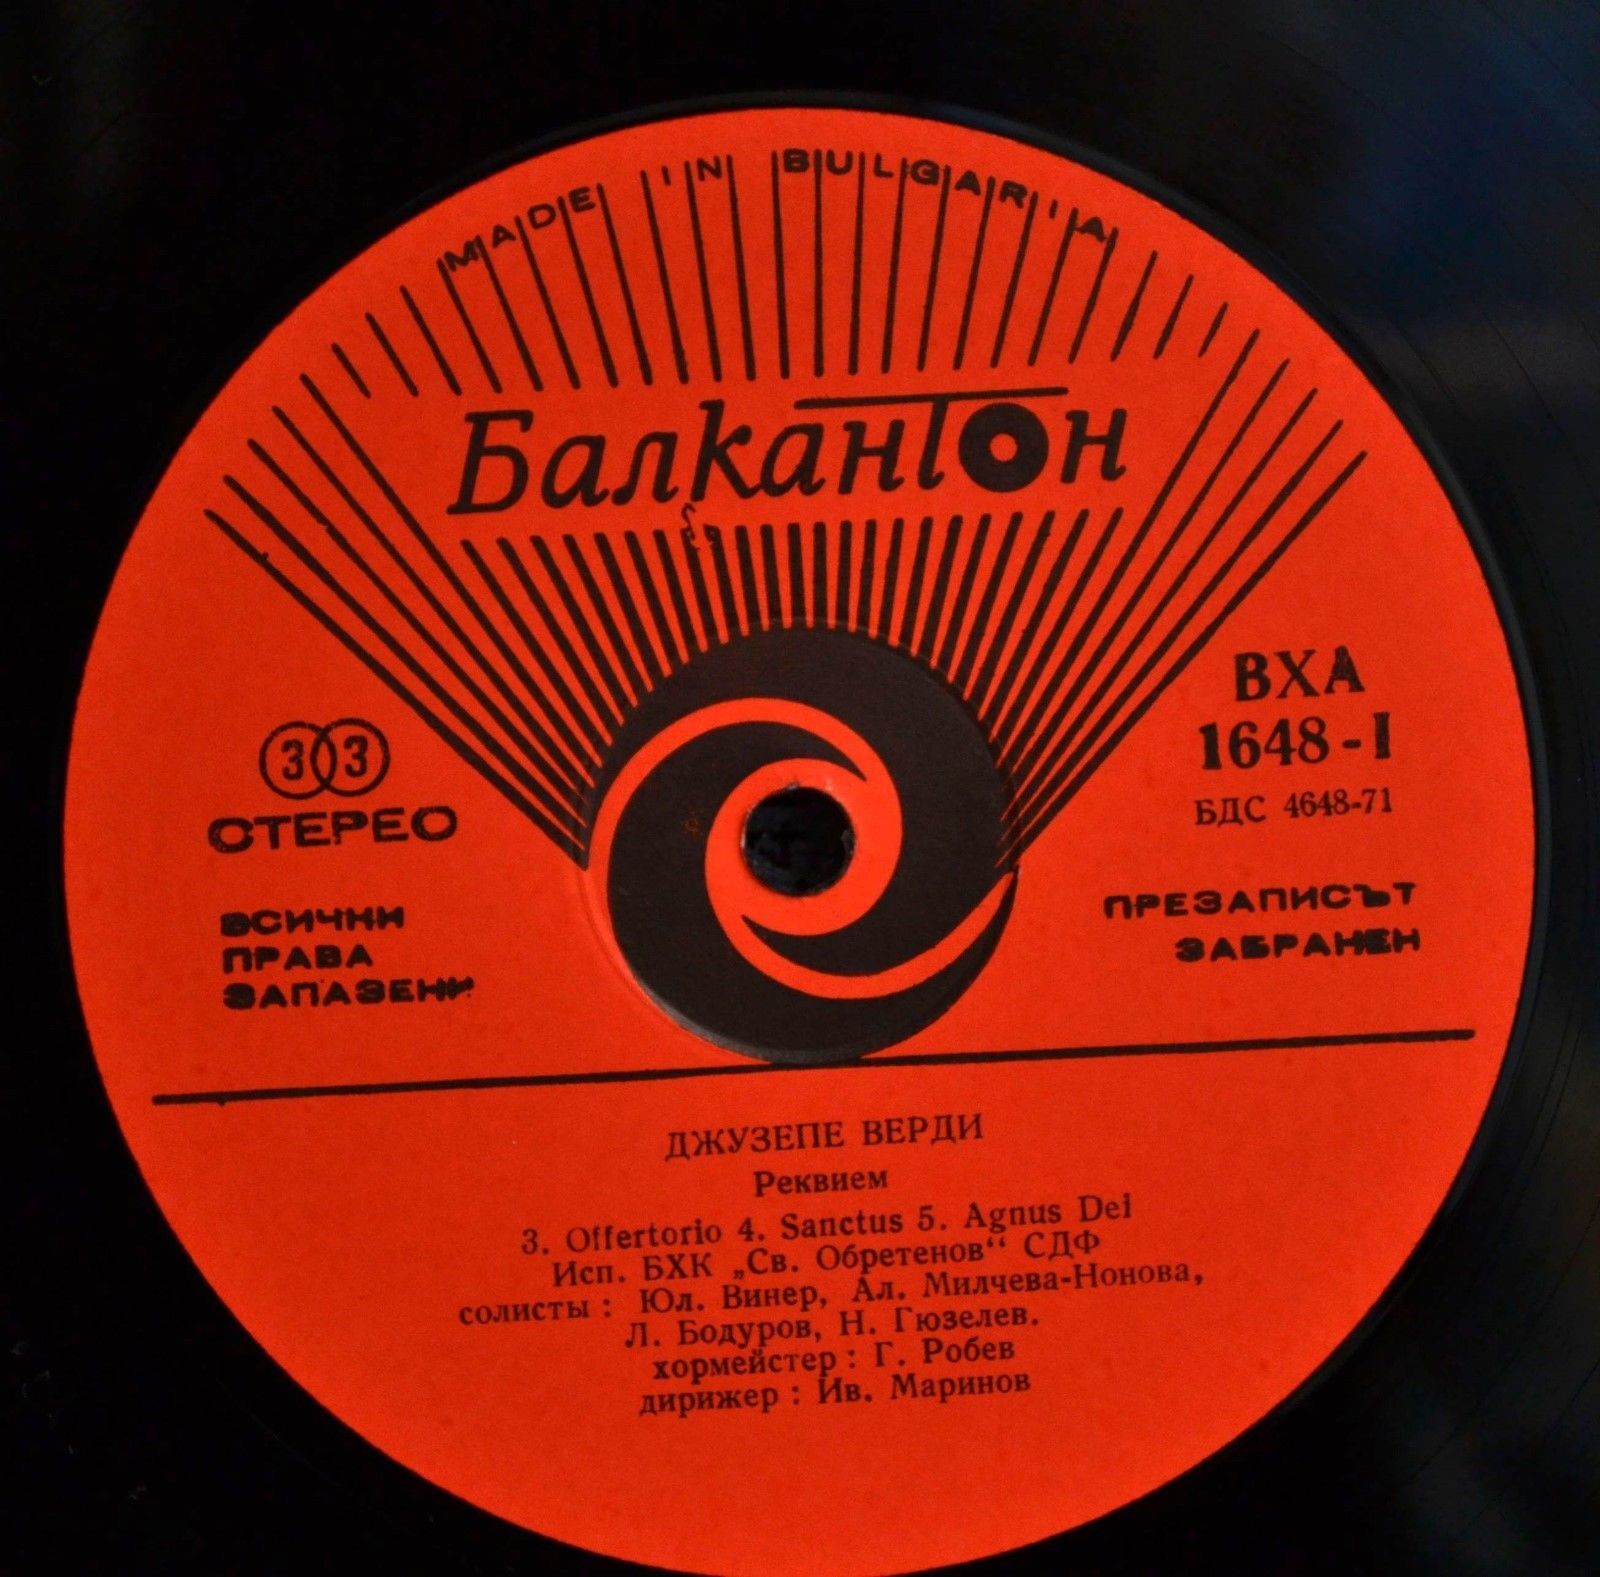 MADE IN BULGARIA
Балкантон
33
СТЕРЕО
ВСИЧКИ
ПРАВА
ЗАПАЗЕНИ
ВХА
1648-I
БДС 4648-71
ПРЕЗАПИСЪТ
ЗАБРАНЕН
ДЖУЗЕПЕ ВЕРДИ
Реквием
3. Offertorio 4. Sanctus 5. Agnus Dei
Исп. БХК „Св. Обретенов“ СДФ
солисты : Юл. Винер, Ал. Милчева-Нонова,
Л. Бодуров, Н. Гюзелев.
хормейстер : Г. Робев
дирижер : Ив. Маринов